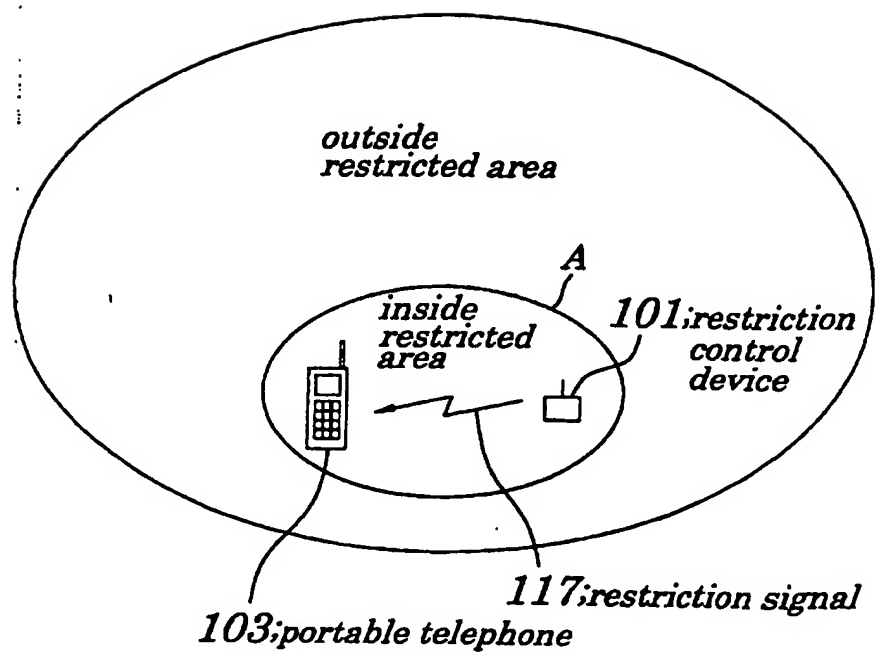 outside
restricted area
A
inside
restricted
area
101;restriction
control
device
117;restriction signal
103;portable telephone